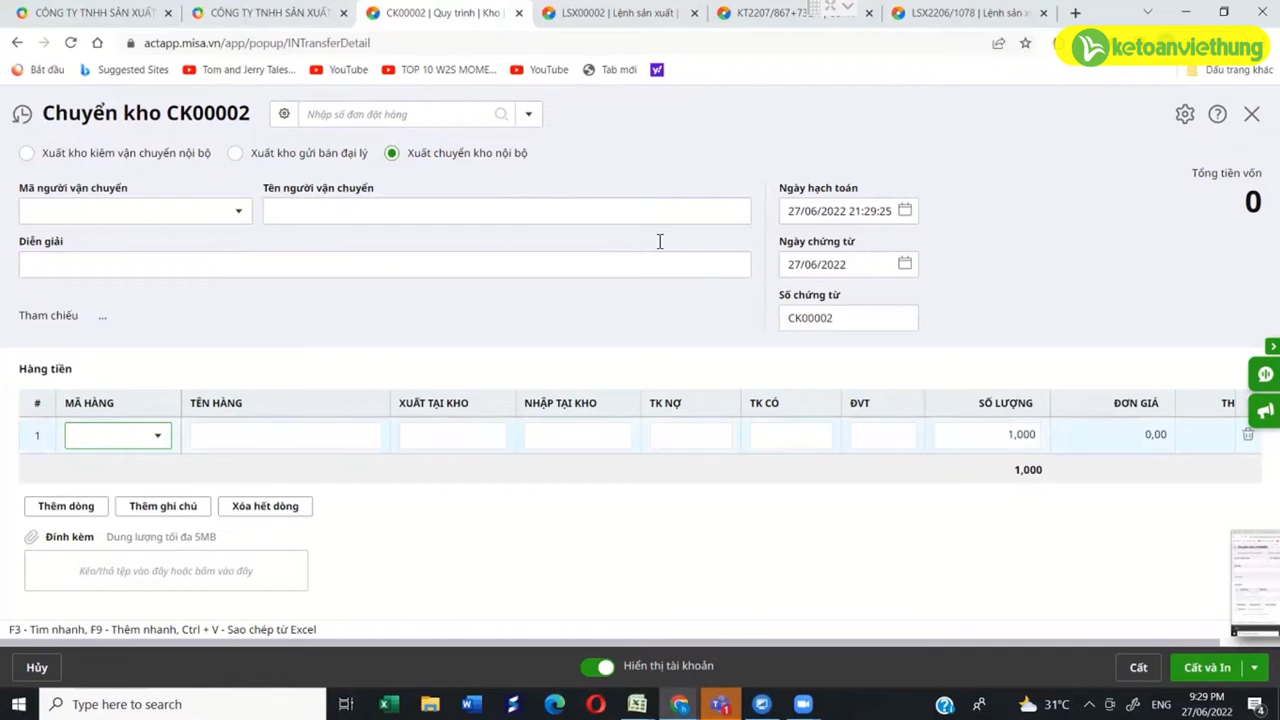 CÔNG TY TNHH SẢN XUẤT
CÔNG TY TNHH SẢN XUẤT
CK00002 | Quy trình | Kho
LSX00002 | Lệnh sản xuất |
KT2207/867+73
LSX2206/1078 | Lệnh sản x
actapp.misa.vn/app/popup/INTransferDetail
ketoanviethung
Bắt đầu
Suggested Sites
Tom and Jerry Tales...
YouTube
TOP 10 W2S MOME...
YouTube
Tab mới
Dấu trang khác
Chuyển kho CK00002
Nhập số đơn đặt hàng
Xuất kho kiêm vận chuyển nội bộ
Xuất kho gửi bán đại lý
Xuất chuyển kho nội bộ
Tổng tiền vốn
0
Mã người vận chuyển
Tên người vận chuyển
Ngày hạch toán
27/06/2022 21:29:25
Diễn giải
Ngày chứng từ
27/06/2022
Số chứng từ
CK00002
Tham chiếu ...
Hàng tiền
# MÃ HÀNG TÊN HÀNG XUẤT TẠI KHO NHẬP TẠI KHO TK NỢ TK CÓ ĐVT SỐ LƯỢNG ĐƠN GIÁ TH
1 1,000 0,00
1,000
Thêm dòng
Thêm ghi chú
Xóa hết dòng
Đính kèm Dung lượng tối đa 5MB
Kéo/thả tệp vào đây hoặc bấm vào đây
F3 - Tìm nhanh, F9 - Thêm nhanh, Ctrl + V - Sao chép từ Excel
Hủy
Hiển thị tài khoản
Cất
Cất và In
Type here to search
31°C
ENG
9:29 PM
27/06/2022
4